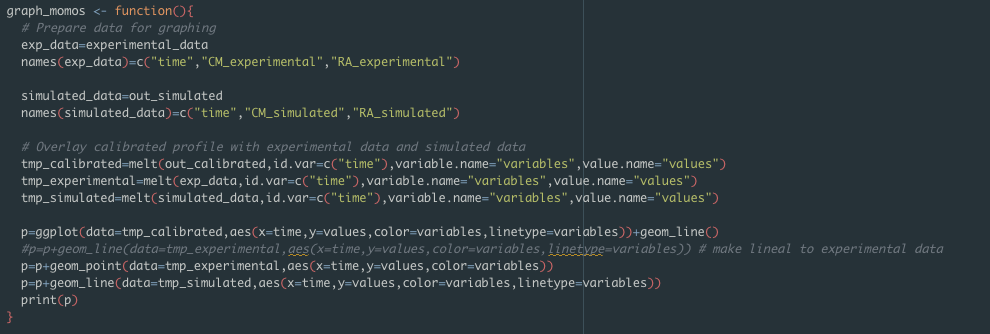 graph_momos <- function(){
  # Prepare data for graphing
  exp_data=experimental_data
  names(exp_data)=c("time","CM_experimental","RA_experimental")

  simulated_data=out_simulated
  names(simulated_data)=c("time","CM_simulated","RA_simulated")

  # Overlay calibrated profile with experimental data and simulated data
  tmp_calibrated=melt(out_calibrated,id.var=c("time"),variable.name="variables",value.name="values")
  tmp_experimental=melt(exp_data,id.var=c("time"),variable.name="variables",value.name="values")
  tmp_simulated=melt(simulated_data,id.var=c("time"),variable.name="variables",value.name="values")

  p=ggplot(data=tmp_calibrated,aes(x=time,y=values,color=variables,linetype=variables))+geom_line()
  #p=p+geom_line(data=tmp_experimental,aes(x=time,y=values,color=variables,linetype=variables)) # make lineal to experimental data
  p=p+geom_point(data=tmp_experimental,aes(x=time,y=values,color=variables))
  p=p+geom_line(data=tmp_simulated,aes(x=time,y=values,color=variables,linetype=variables))
  print(p)
}